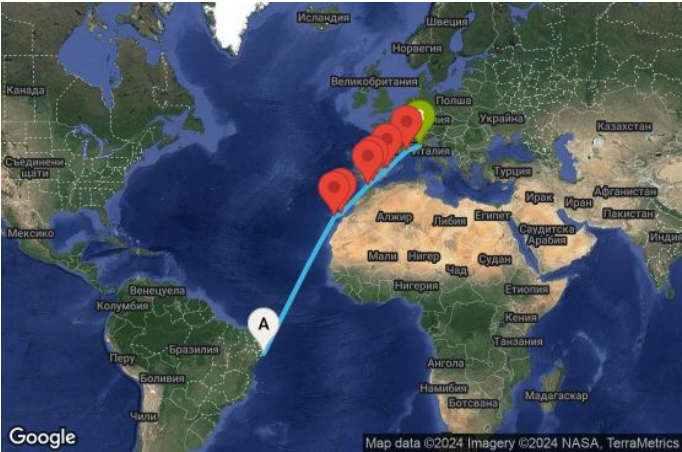 Исландия
Швеция
Норвегия
Канада
Великобритания
Полша
Украйна
Казахстан
Италия
Съединени
щати
Турция
Афганистан
Ирак
Иран
Пакистан
Алжир
Либия
Египет
Саудитска
Арабия
Индия
Мексико
Мали
Нигер
Чад
Судан
Венецуела
Колумбия
Нигерия
Етиопия
A
Кения
Перу
Бразилия
Танзания
Боливия
Ангола
Намибия
Ботсвана
Мадагаскар
Чили
Google
Map data ©2024 Imagery ©2024 NASA, TerraMetrics